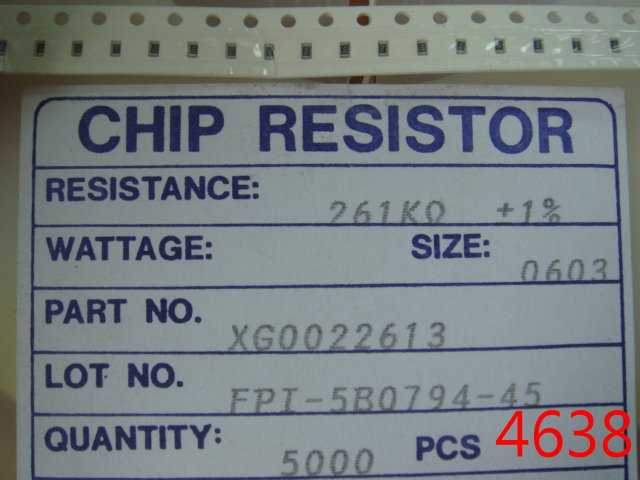 CHIP RESISTOR
RESISTANCE: 261KO +1%
WATTAGE: SIZE: 0603
PART NO. XG0022613
LOT NO. FPI-5B0794-45
QUANTITY: 5000 PCS 4638